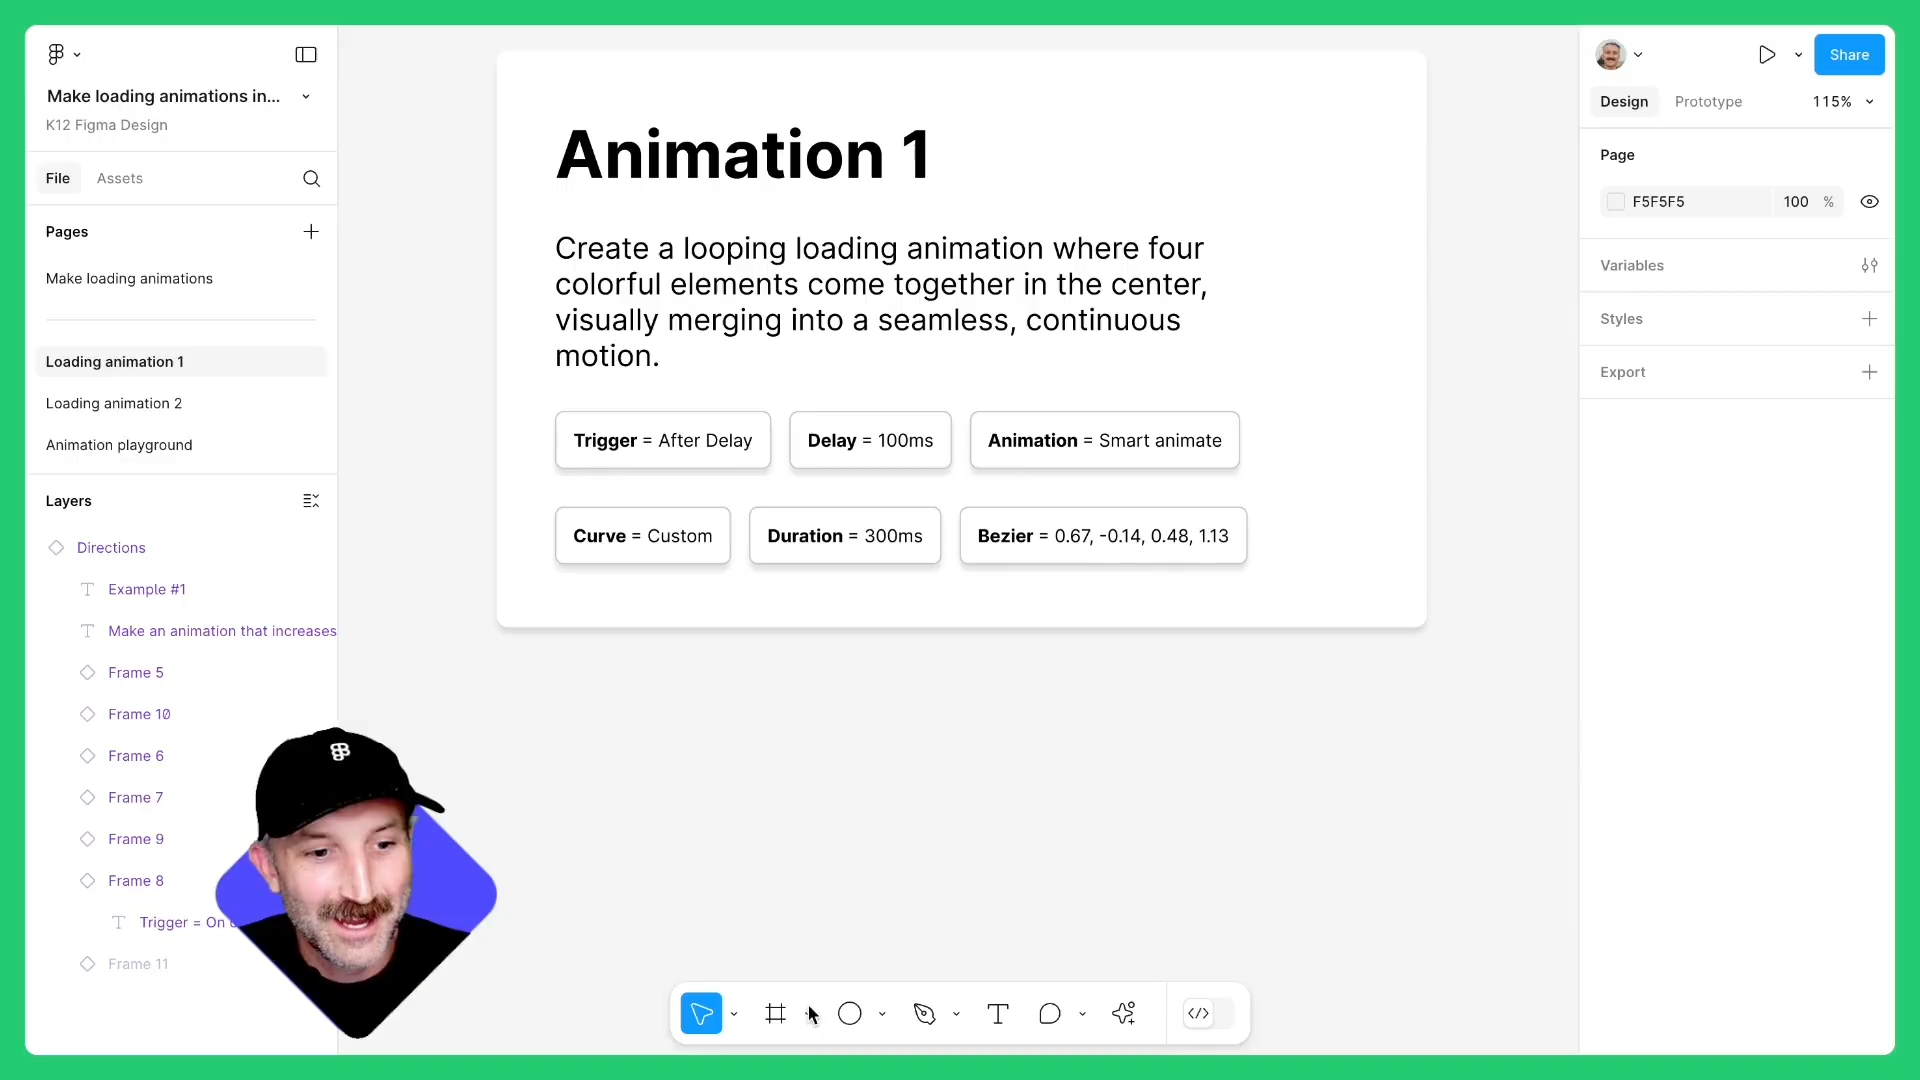 Make loading animations in...
K12 Figma Design
File
Assets
Pages
Make loading animations
Loading animation 1
Loading animation 2
Animation playground
Layers
Directions
Example #1
Make an animation that increases
Frame 5
Frame 10
Frame 6
Frame 7
Frame 9
Frame 8
Trigger = On
Frame 11
Animation 1
Create a looping loading animation where four
colorful elements come together in the center,
visually merging into a seamless, continuous
motion.
Trigger = After Delay
Delay = 100ms
Animation = Smart animate
Curve = Custom
Duration = 300ms
Bezier = 0.67, -0.14, 0.48, 1.13
Share
Design
Prototype
115%
Page
F5F5F5
100 %
Variables
Styles
Export